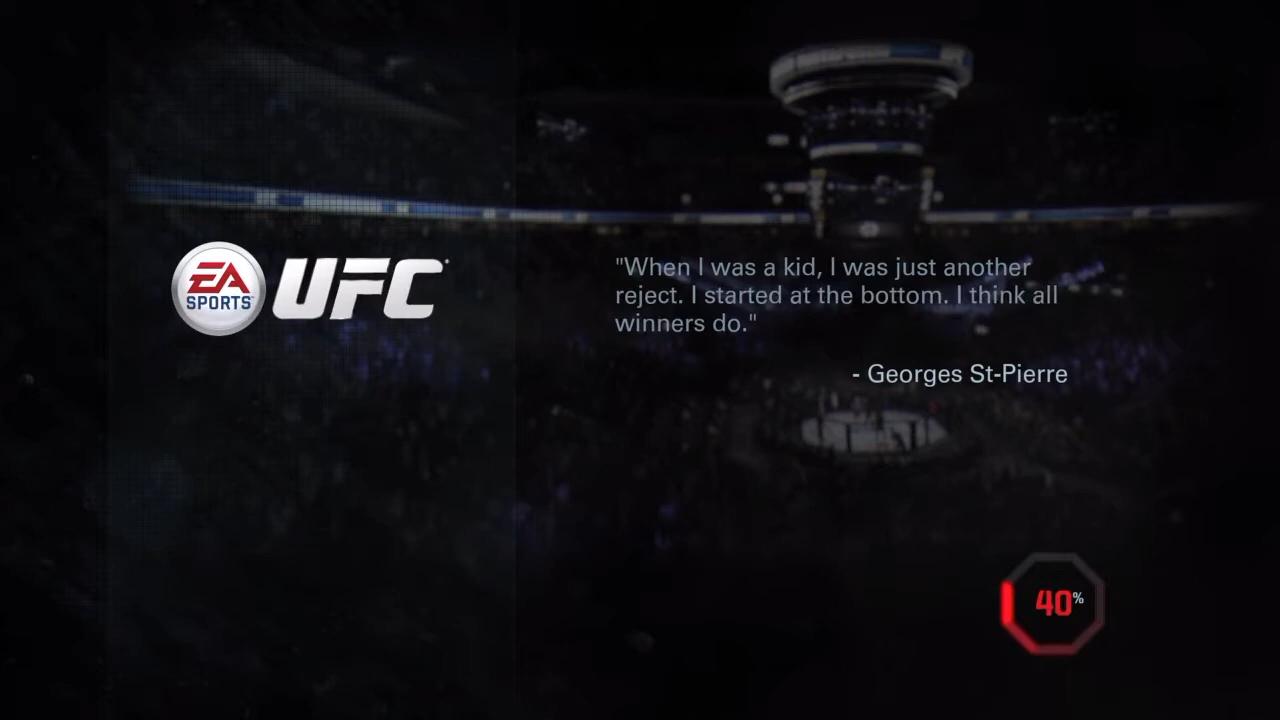 EA
SPORTS
UFC
"When I was a kid, I was just another
reject. I started at the bottom. I think all
winners do."
- Georges St-Pierre
40%